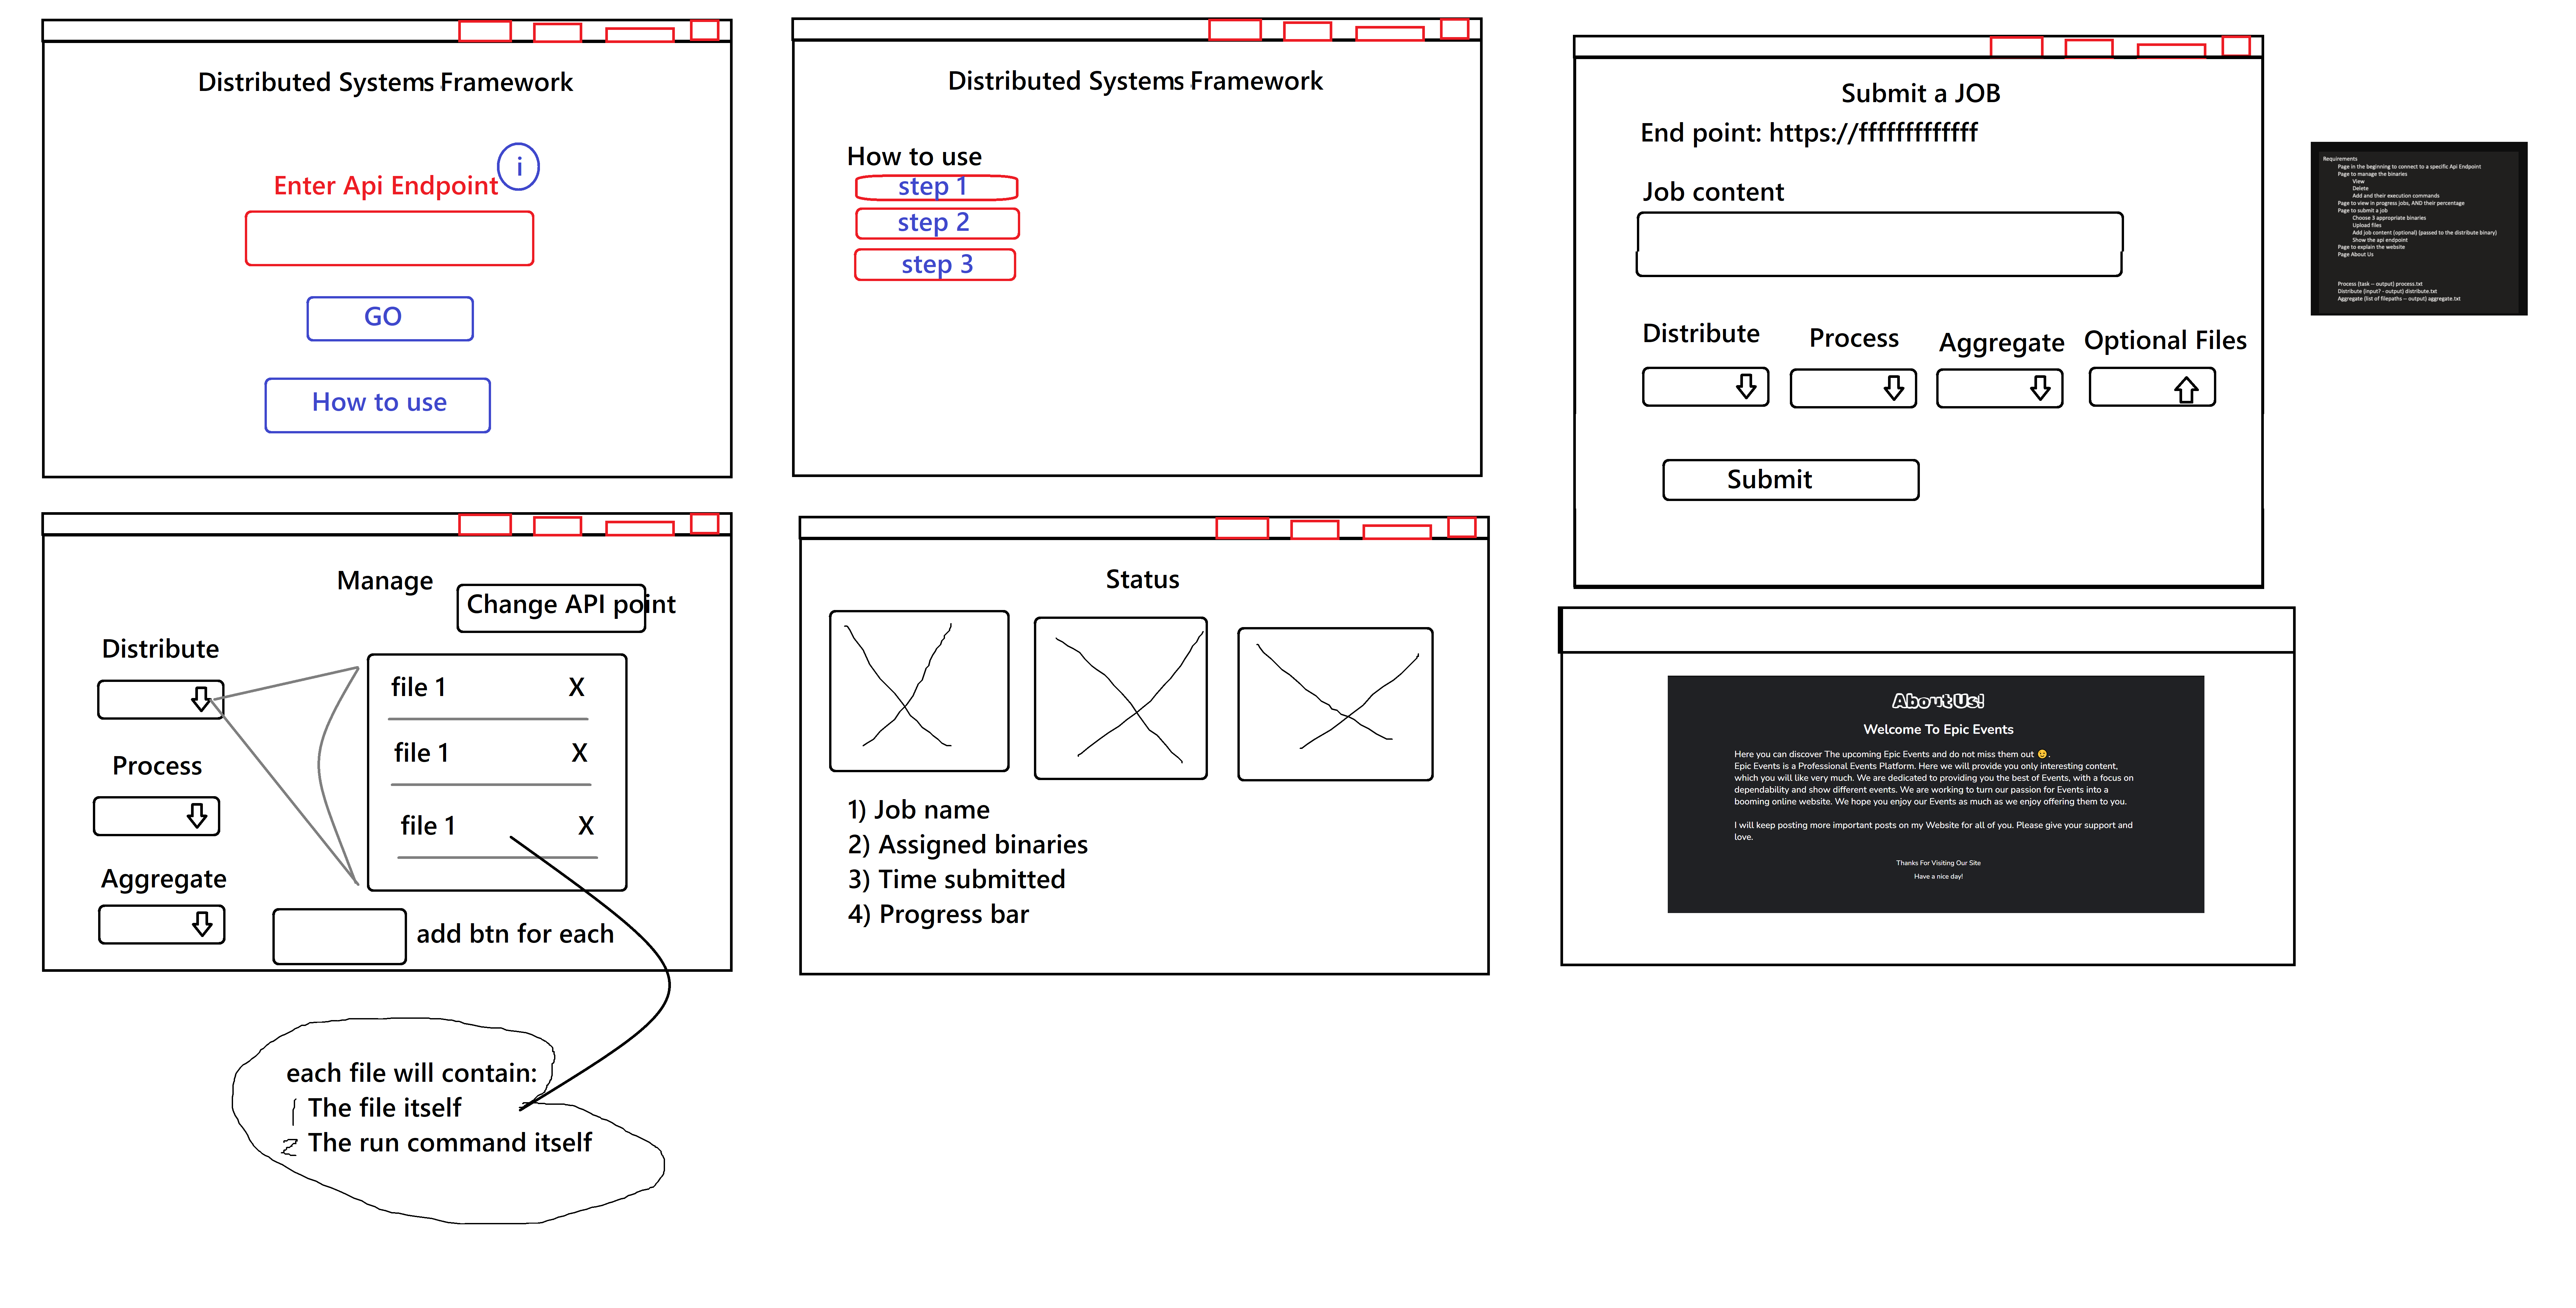 Distributed Systems Framework
Enter Api Endpoint
i
GO
How to use
Distributed Systems Framework
How to use
step 1
step 2
step 3
Submit a JOB
End point: https://fffffffffffff
Job content
Distribute
Process
Aggregate
Optional Files
Submit
Requirements
Page in the beginning to connect to a specific Api Endpoint
Page to manage the binaries
View
Delete
Add and their execution commands
Page to view in progress jobs, AND their percentage
Page to submit a job
Choose 3 appropriate binaries
Upload files
Add job content (optional) (passed to the distribute binary)
Show the api endpoint
Page to explain the website
Page About Us
Process (task -- output) process.txt
Distribute (input? - output) distribute.txt
Aggregate (list of filepaths -- output) aggregate.txt
Manage
Change API point
Distribute
Process
Aggregate
file 1 X
file 1 X
file 1 X
add btn for each
each file will contain:
1 The file itself
2 The run command itself
Status
1) Job name
2) Assigned binaries
3) Time submitted
4) Progress bar
About Us!
Welcome To Epic Events
Here you can discover The upcoming Epic Events and do not miss them out 😉.
Epic Events is a Professional Events Platform. Here we will provide you only interesting content,
which you will like very much. We are dedicated to providing you the best of Events, with a focus on
dependability and show different events. We are working to turn our passion for Events into a
booming online website. We hope you enjoy our Events as much as we enjoy offering them to you.
I will keep posting more important posts on my Website for all of you. Please give your support and
love.
Thanks For Visiting Our Site
Have a nice day!